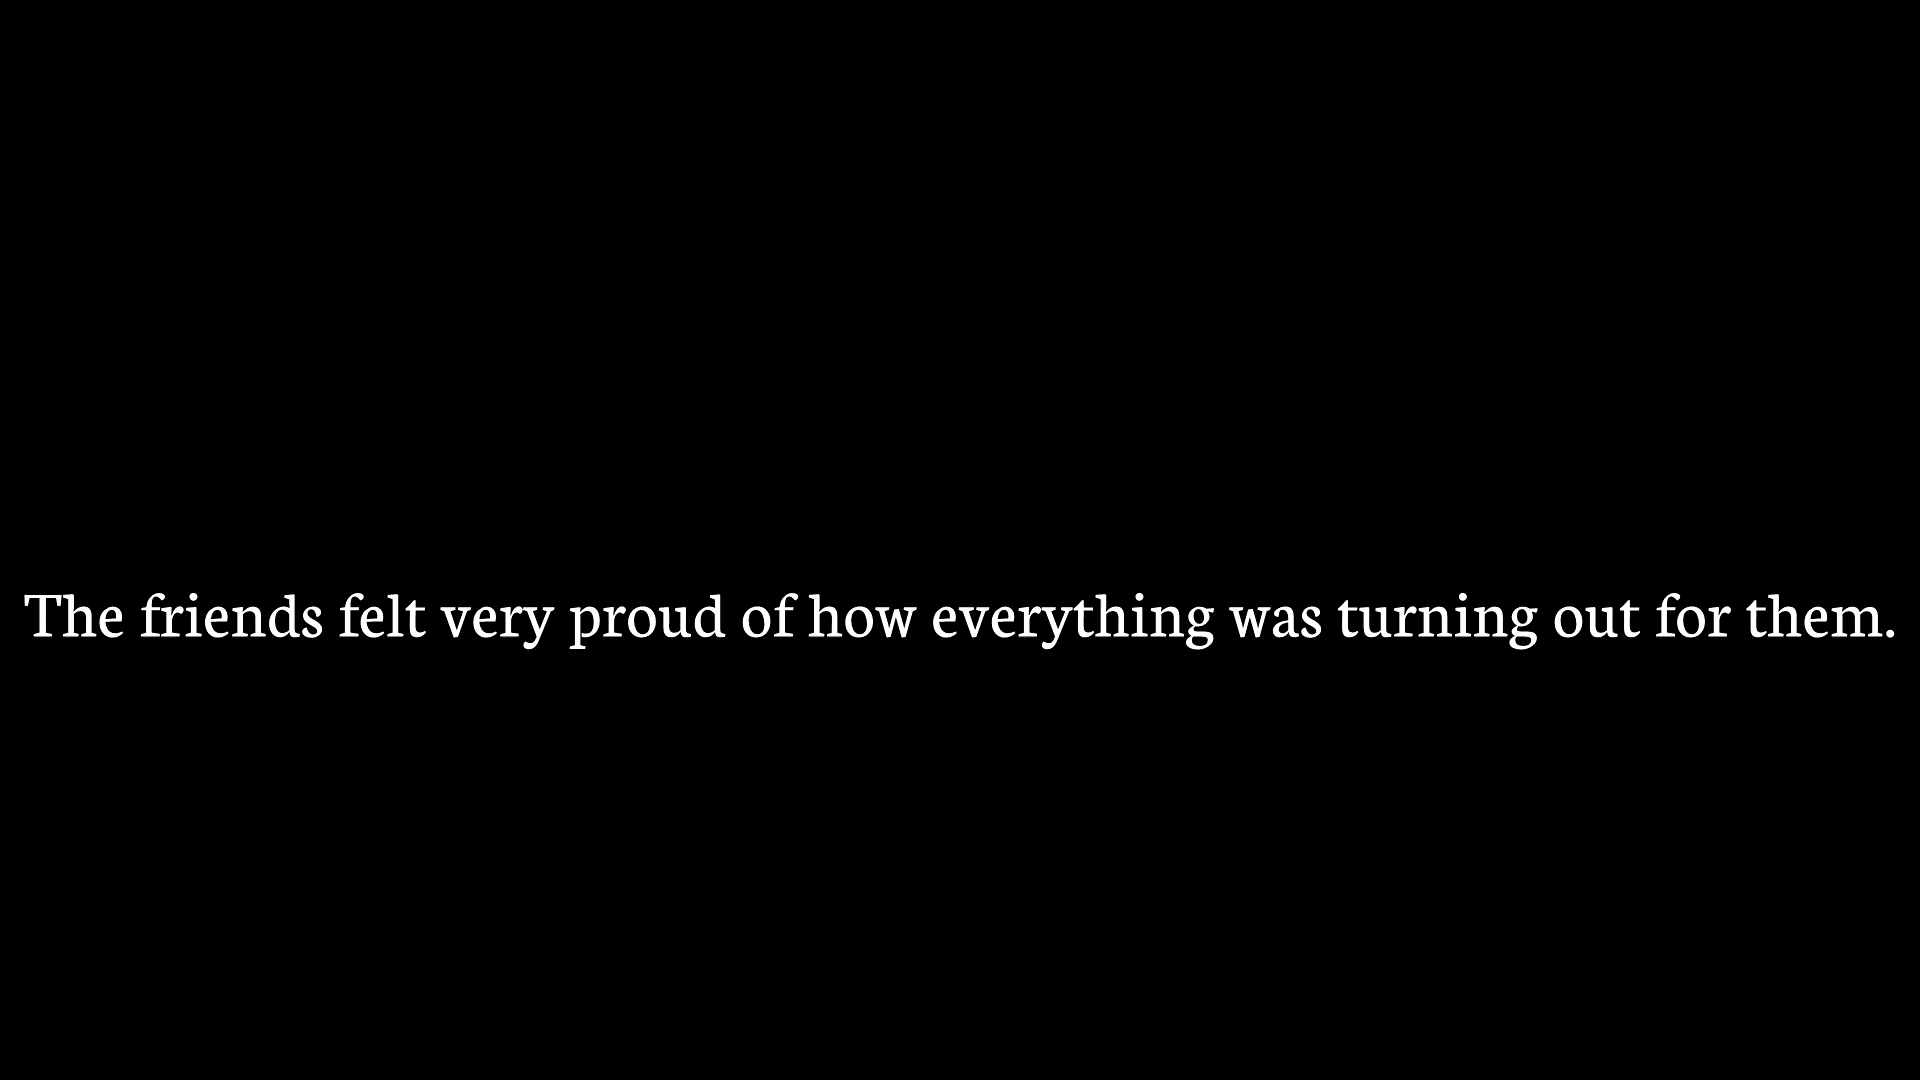 The friends felt very proud of how everything was turning out for them.